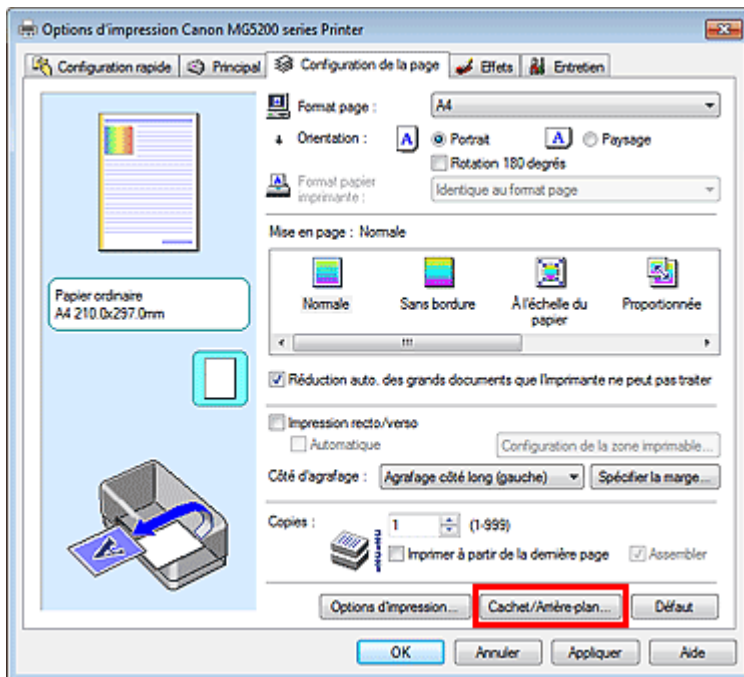 Options d'impression Canon MG5200 series Printer
Configuration rapide Principal Configuration de la page Effets Entretien
Format page : A4
Orientation : A Portrait A Paysage
Rotation 180 degrés
Format papier imprimante : Identique au format page
Mise en page : Normale
Normale Sans bordure À l'échelle du papier Proportionnée
Papier ordinaire
A4 210.0x297.0mm
Réduction auto. des grands documents que l'imprimante ne peut pas traiter
Impression recto/verso
Automatique Configuration de la zone imprimable...
Côté d'agrafage : Agrafage côté long (gauche) Spécifier la marge...
Copies : 1 (1-999)
Imprimer à partir de la dernière page Assembler
Options d'impression... Cachet/Arrière-plan... Défaut
OK Annuler Appliquer Aide